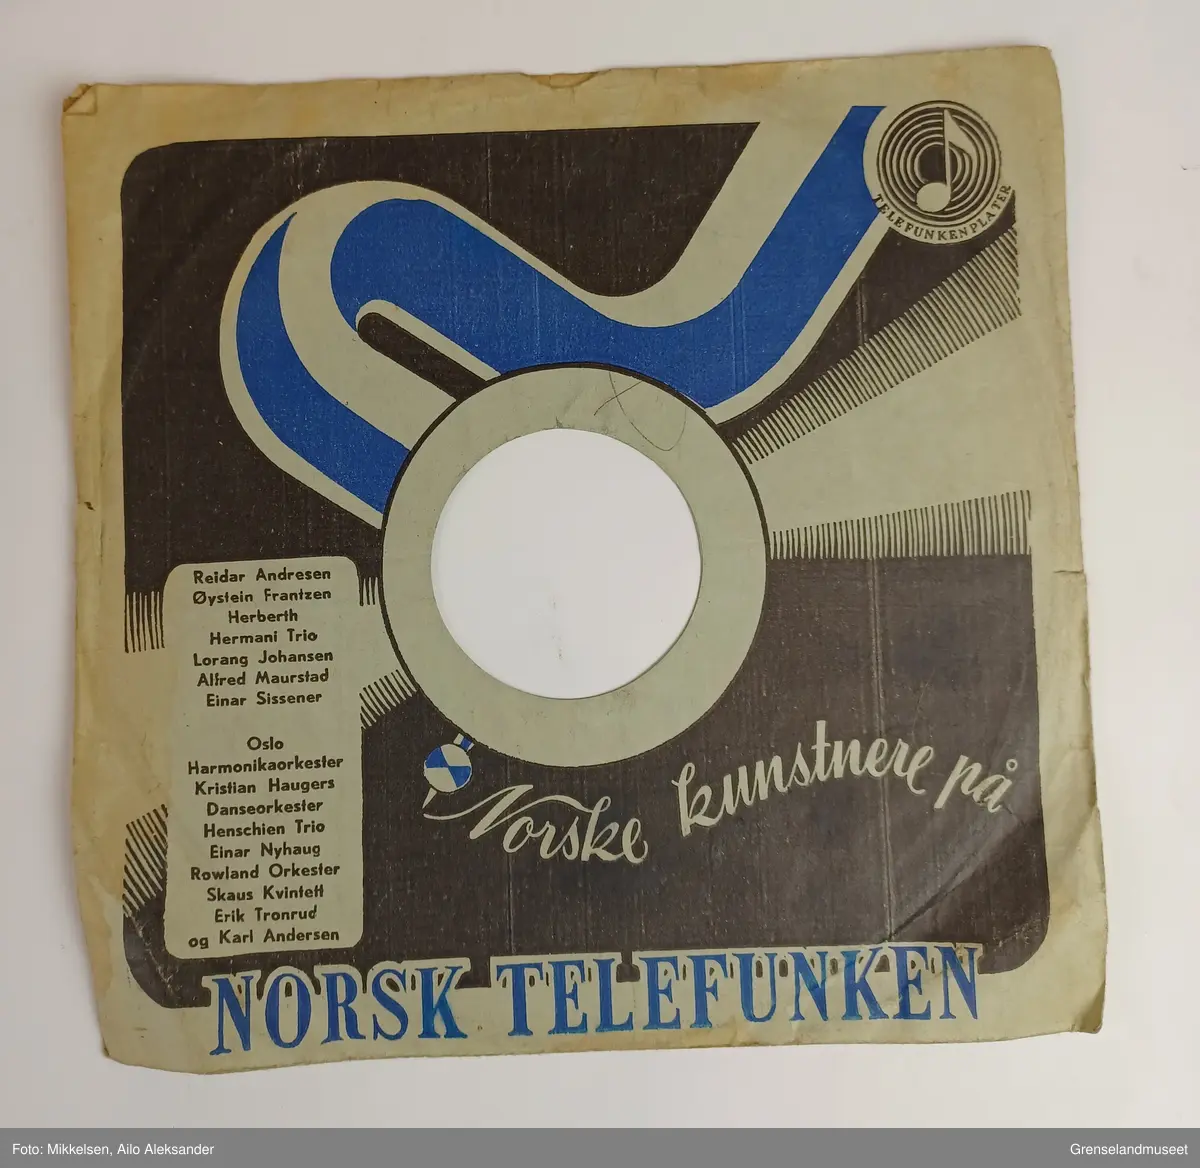 TELEFUNKENPLATER
Reidar Andresen
Øystein Frantzen
Herberth
Hermani Trio
Lorang Johansen
Alfred Maurstad
Einar Sissener
Oslo
Harmonikaorkester
Kristian Haugers
Danseorkester
Henschien Trio
Einar Nyhaug
Rowland Orkester
Skaus Kvintett
Erik Tronrud
og Karl Andersen
Norske kunstnere på
NORSK TELEFUNKEN
Foto: Mikkelsen, Ailo Aleksander
Grenselandmuseet